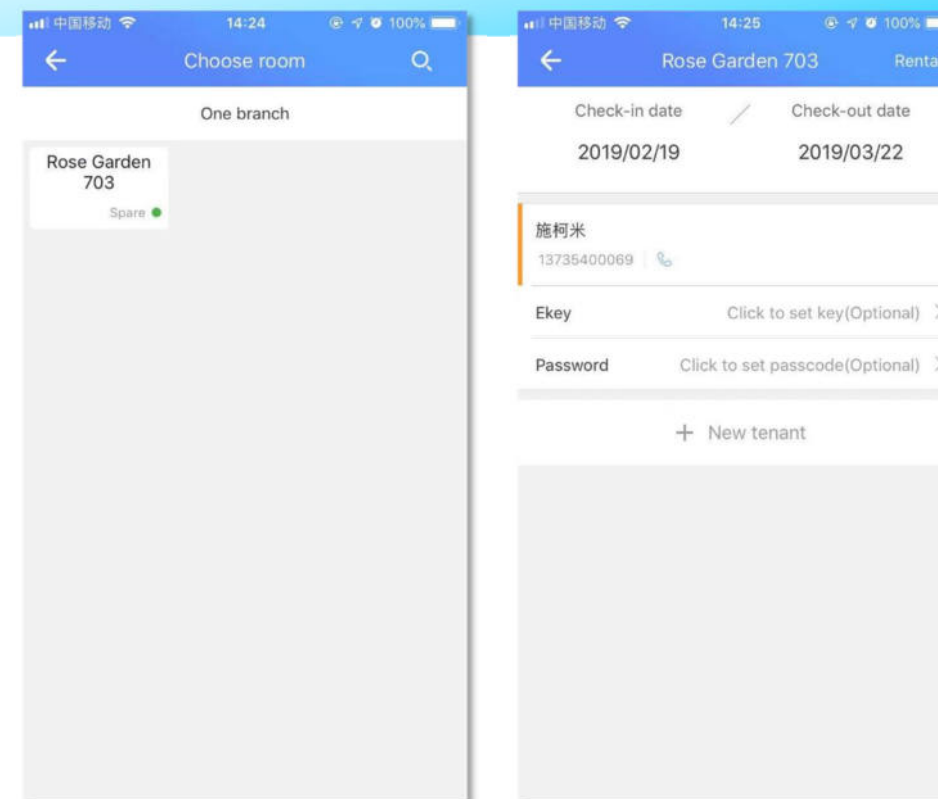 中国移动 14:24 100%
Choose room
One branch
Rose Garden
703
Spare
中国移动 14:25 100%
Rose Garden 703 Renta
Check-in date Check-out date
2019/02/19 2019/03/22
施柯米
13735400069
Ekey Click to set key(Optional)
Password Click to set passcode(Optional)
+ New tenant